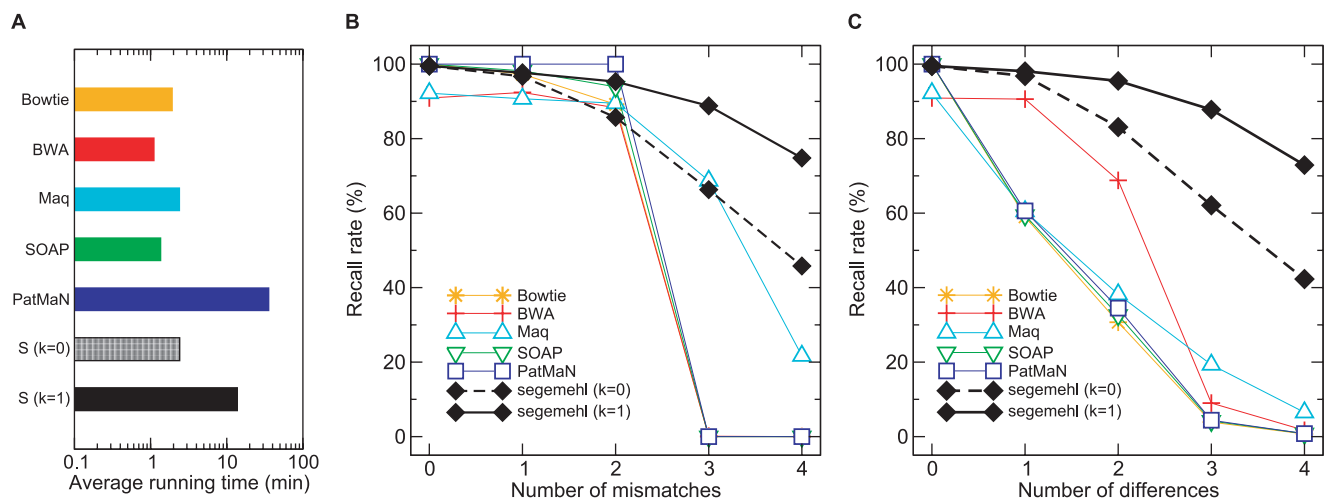 A
Bowtie
BWA
Maq
SOAP
PatMaN
S (k=0)
S (k=1)
0.1 1 10 100
Average running time (min)
B
Recall rate (%)
100
80
60
40
20
0
Bowtie
BWA
Maq
SOAP
PatMaN
segemehl (k=0)
segemehl (k=1)
0 1 2 3 4
Number of mismatches
C
Recall rate (%)
100
80
60
40
20
0
Bowtie
BWA
Maq
SOAP
PatMaN
segemehl (k=0)
segemehl (k=1)
0 1 2 3 4
Number of differences